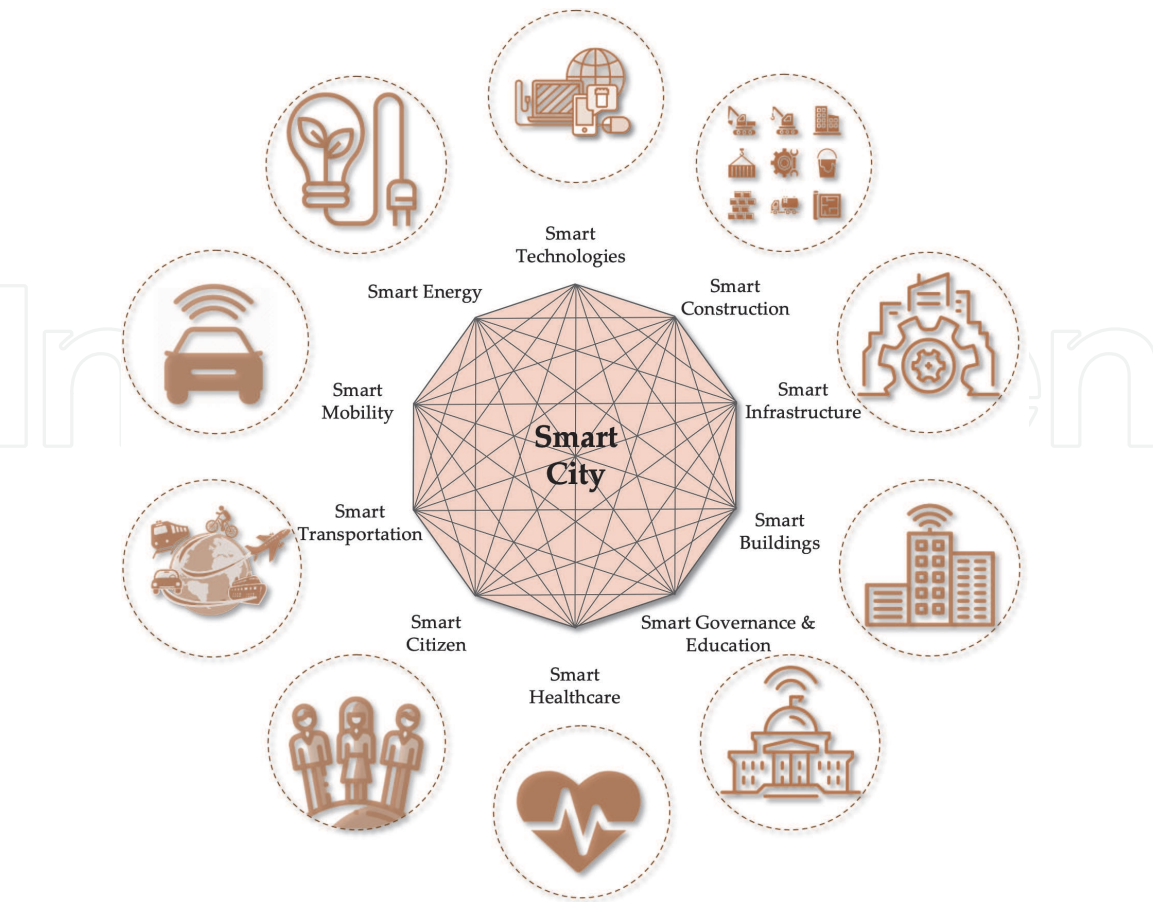 Smart
Technologies
Smart Energy
Smart
Construction
Smart
Mobility
Smart
Infrastructure
Smart
City
Smart
Transportation
Smart
Buildings
Smart
Citizen
Smart Governance &
Education
Smart
Healthcare